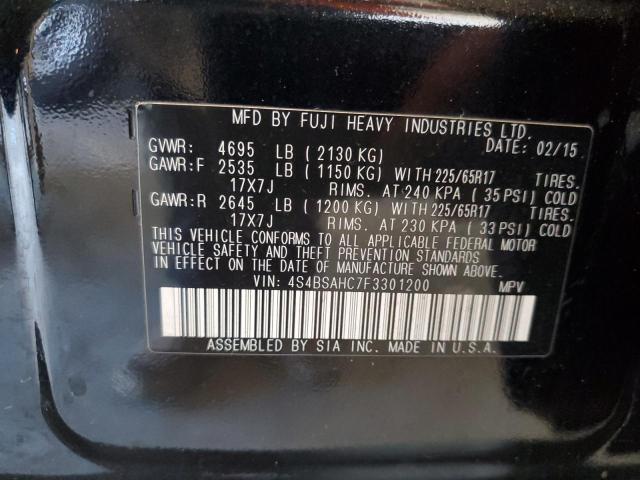 MFD BY FUJI HEAVY INDUSTRIES LTD.
GVWR: 4695 LB ( 2130 KG) DATE: 02/15
GAWR:F 2535 LB ( 1150 KG) WITH 225/65R17 TIRES.
17X7J RIMS. AT 240 KPA ( 35 PSI) COLD
GAWR:R 2645 LB ( 1200 KG) WITH 225/65R17 TIRES.
17X7J RIMS. AT 230 KPA ( 33 PSI) COLD
THIS VEHICLE CONFORMS TO ALL APPLICABLE FEDERAL MOTOR
VEHICLE SAFETY AND THEFT PREVENTION STANDARDS IN EFFECT
ON THE DATE OF MANUFACTURE SHOWN ABOVE.
VIN: 4S4BSAHC7F3301200 MPV
ASSEMBLED BY SIA INC. MADE IN U.S.A.